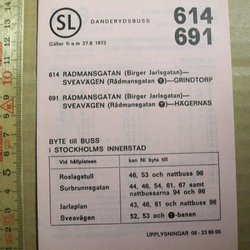 SL
DANDERYDSBUSS
614
691
Gäller from 27.8 1973
614 RÅDMANSGATAN (Birger Jarlsgatan)—
SVEAVÄGEN (Rådmansgatan T)—GRINDTORP
691 RÅDMANSGATAN (Birger Jarlsgatan)—
SVEAVÄGEN (Rådmansgatan T)—HÄGERNÄS
BYTE till BUSS
i STOCKHOLMS INNERSTAD
Vid hållplatsen kan Ni byta till
Roslagstull 46, 53 och nattbuss 96
Surbrunnsgatan 44, 46, 54, 61, 67 samt
nattbussarna 94 och 96
Jarlaplan 43, 46, 61 och nattbuss 96
Sveavägen 52, 53 och T-banan
UPPLYSNINGAR 08-23 60 00